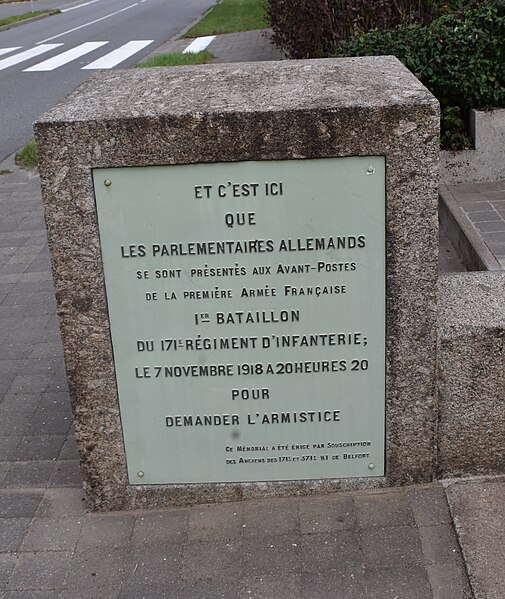 ET C'EST ICI
QUE
LES PARLEMENTAIRES ALLEMANDS
SE SONT PRÉSENTÉS AUX AVANT-POSTES
DE LA PREMIÈRE ARMÉE FRANÇAISE
1ER BATAILLON
DU 171E RÉGIMENT D'INFANTERIE;
LE 7 NOVEMBRE 1918 A 20 HEURES 20
POUR
DEMANDER L'ARMISTICE
CE MÉMORIAL A ÉTÉ ÉRIGÉ PAR SOUSCRIPTION
DES ANCIENS DES 171E ET 371E R.I DE BELFORT